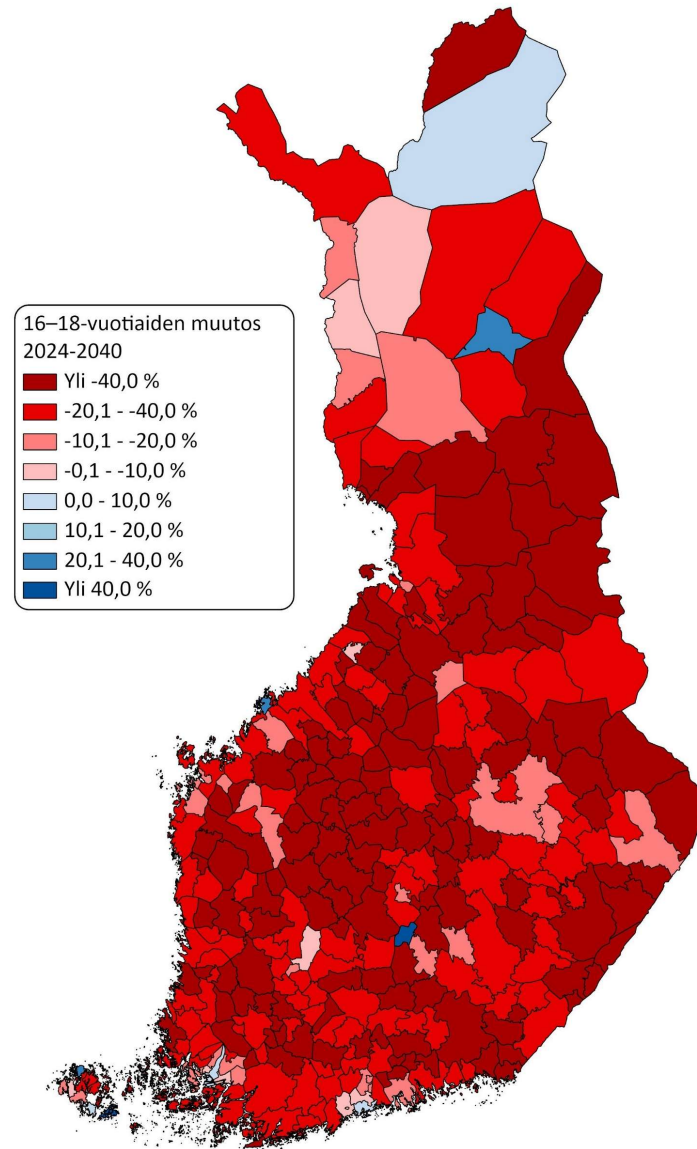 16–18-vuotiaiden muutos
2024-2040
Yli -40,0 %
-20,1 - -40,0 %
-10,1 - -20,0 %
-0,1 - -10,0 %
0,0 - 10,0 %
10,1 - 20,0 %
20,1 - 40,0 %
Yli 40,0 %